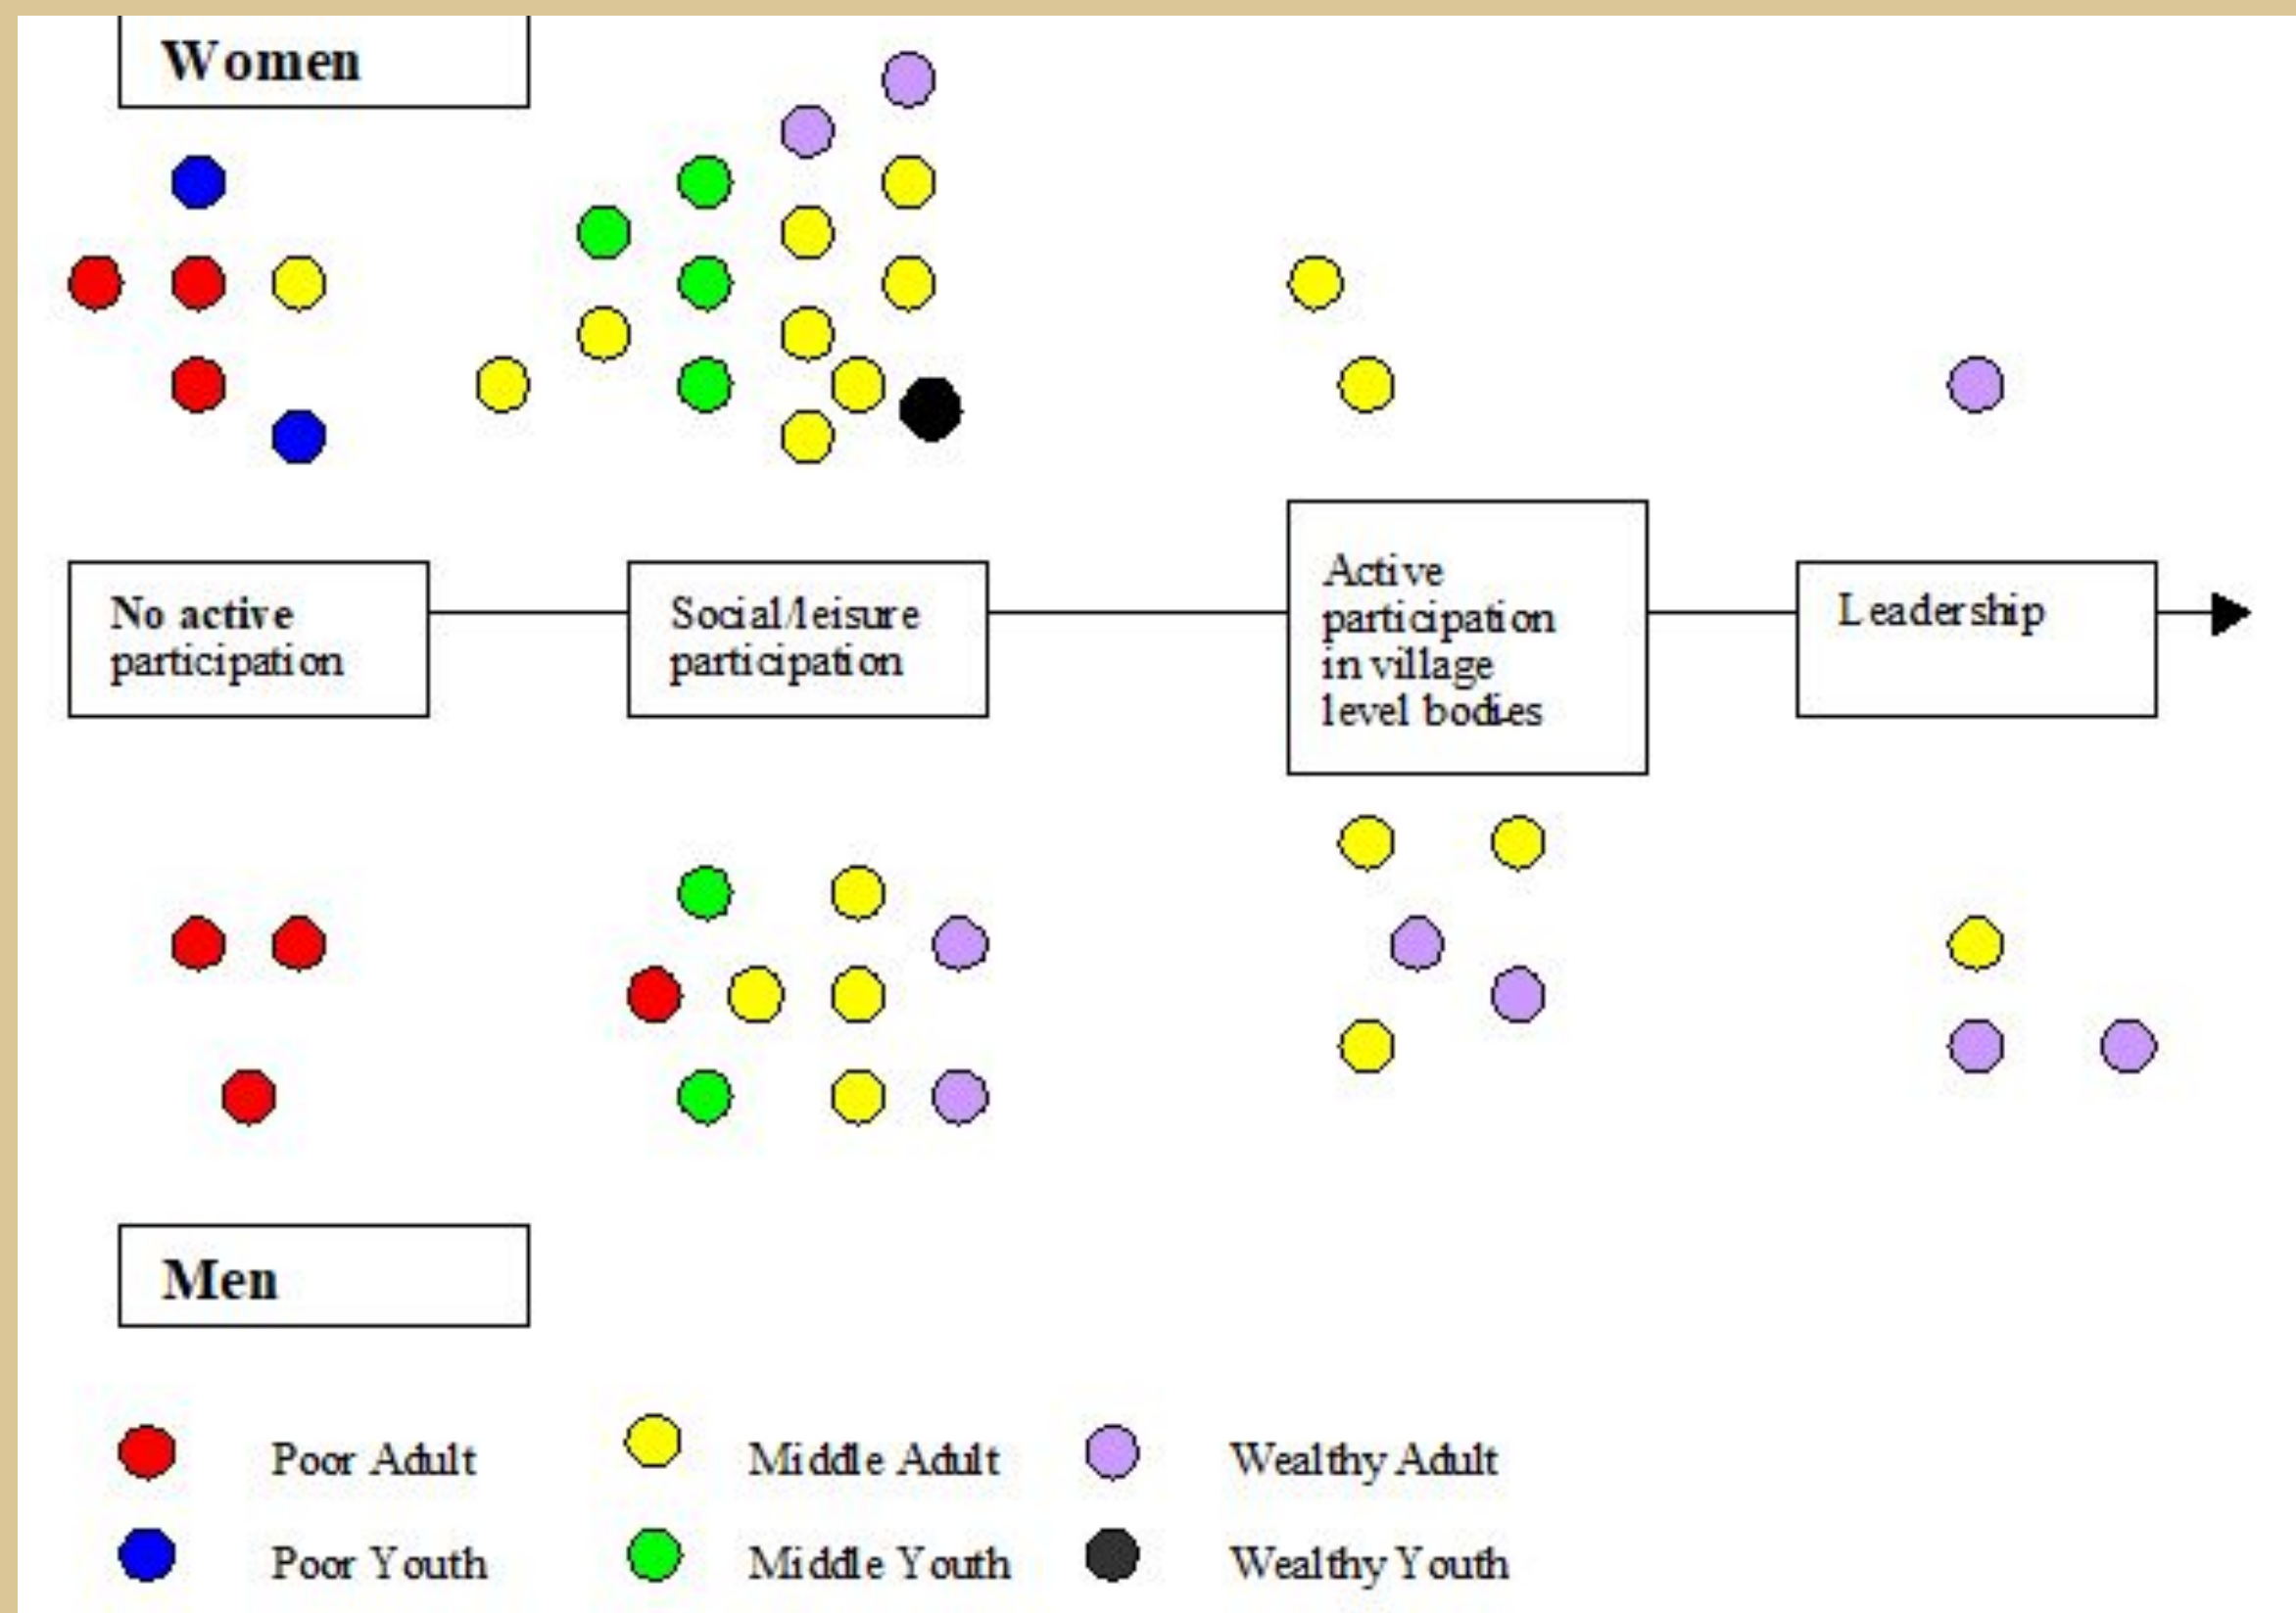 Women
No active
participation
Social/leisure
participation
Active
participation
in village
level bodies
Leadership
Men
Poor Adult
Middle Adult
Wealthy Adult
Poor Youth
Middle Youth
Wealthy Youth